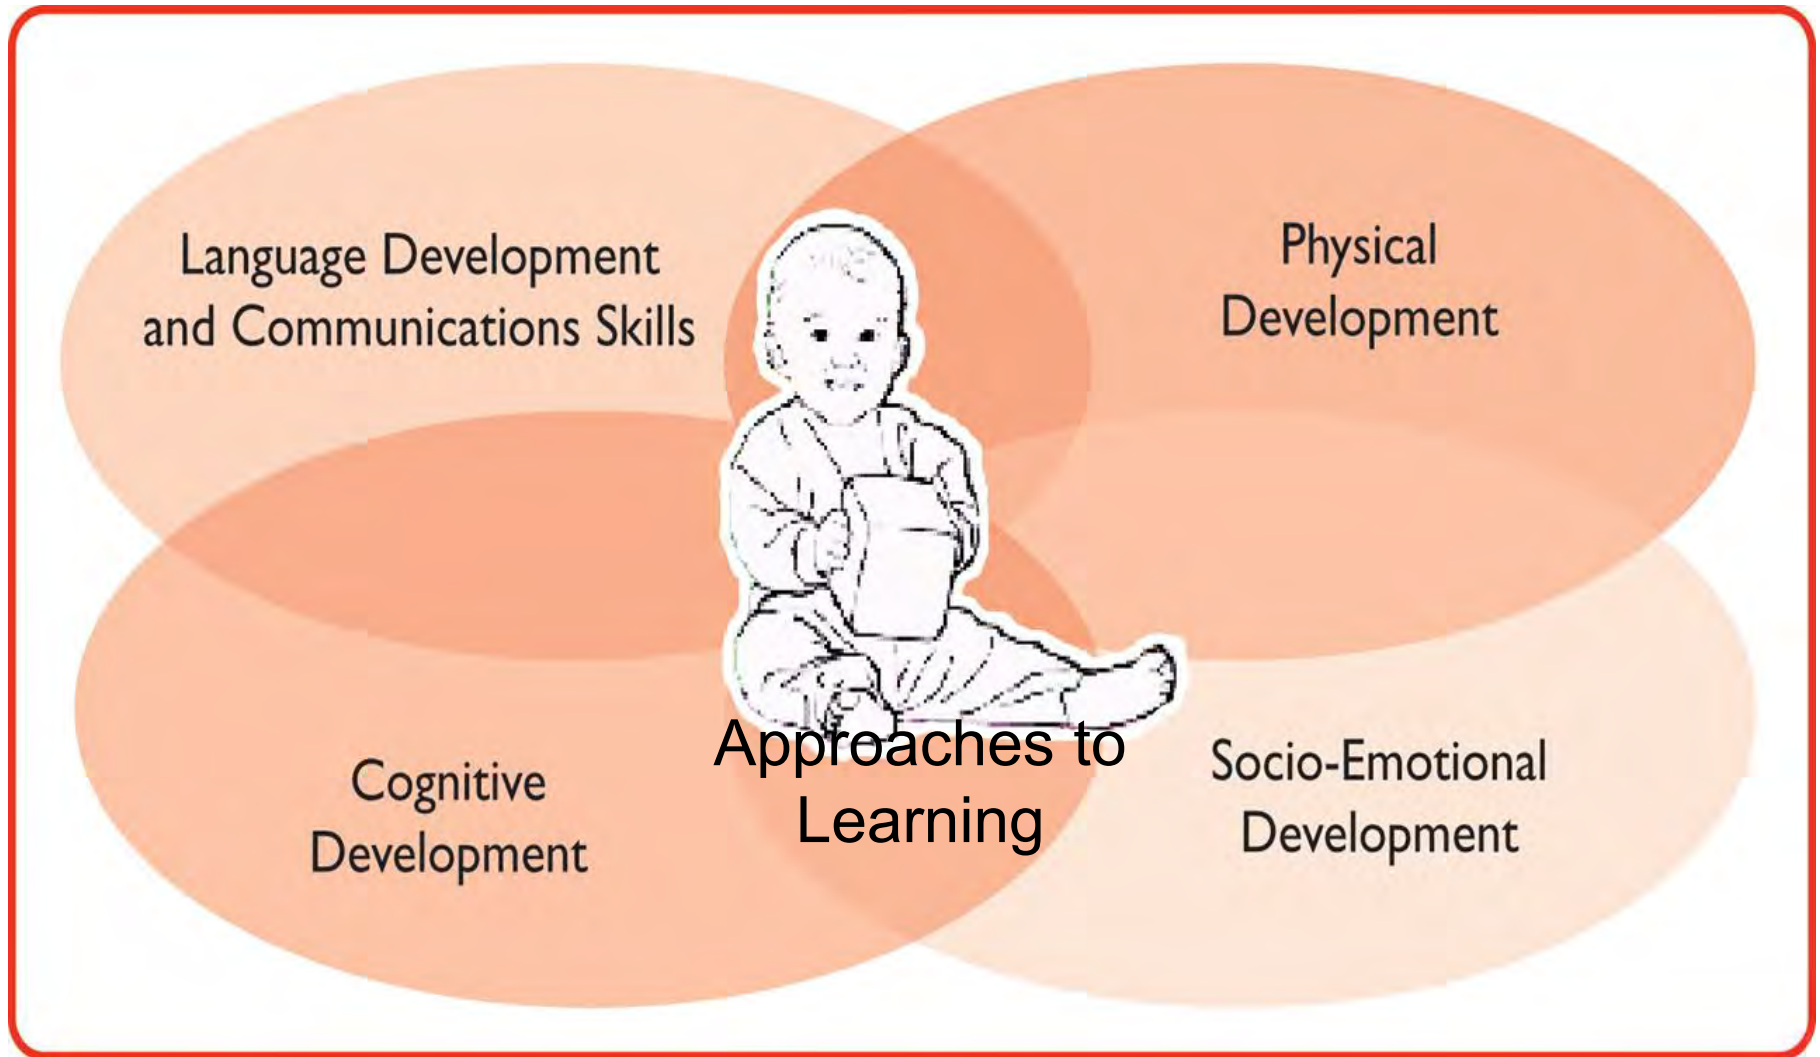 Language Development
and Communications Skills
Physical
Development
Cognitive
Development
Approaches to
Learning
Socio-Emotional
Development